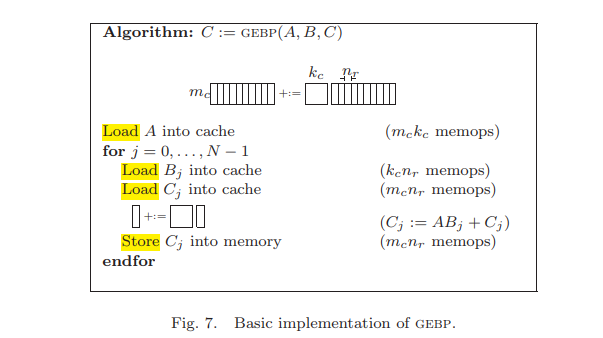 Algorithm: C := GEBP(A, B, C)
k_c n_r
m_c +:=
Load A into cache (m_c k_c memops)
for j = 0, . . . , N − 1
Load B_j into cache (k_c n_r memops)
Load C_j into cache (m_c n_r memops)
+:= (C_j := AB_j + C_j)
Store C_j into memory (m_c n_r memops)
endfor
Fig. 7. Basic implementation of GEBP.